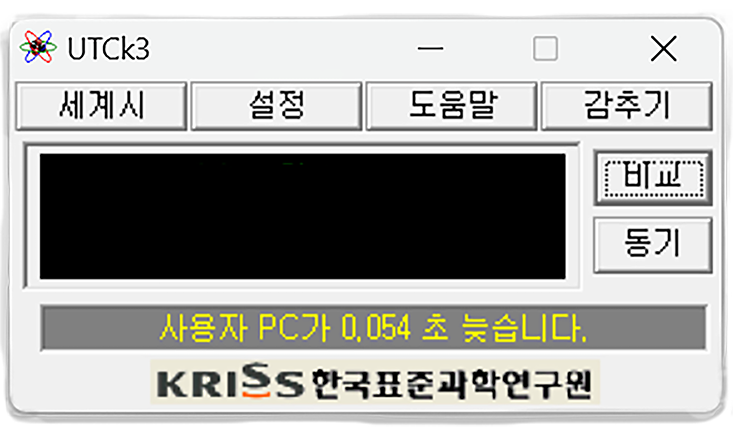 UTCk3
세계시 설정 도움말 감추기
비교
동기
사용자 PC가 0.054 초 늦습니다.
KRISS 한국표준과학연구원